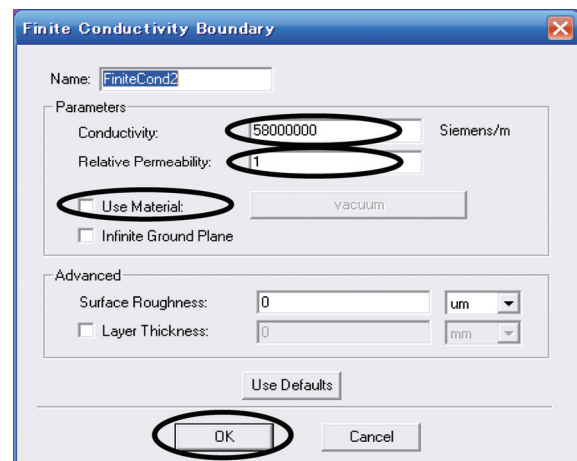 Finite Conductivity Boundary
Name: FiniteCond2
Parameters
Conductivity: 58000000 Siemens/m
Relative Permeability: 1
Use Material: vacuum
Infinite Ground Plane
Advanced
Surface Roughness: 0 um
Layer Thickness: 0 mm
Use Defaults
OK Cancel